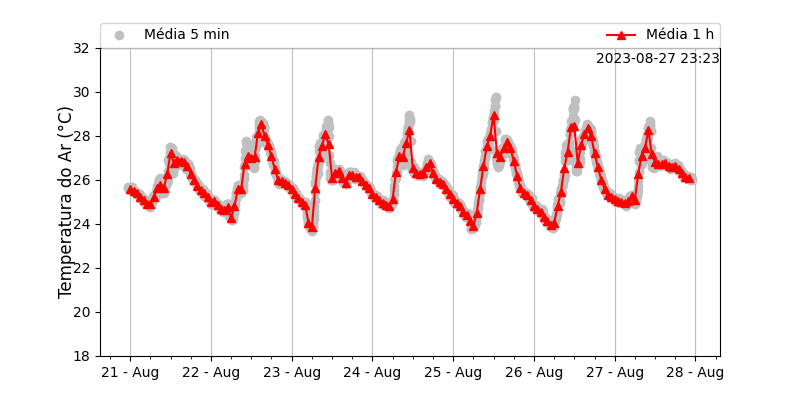 Média 5 min
Média 1 h
2023-08-27 23:23
Temperatura do Ar (°C)
32
30
28
26
24
22
20
18
21 - Aug
22 - Aug
23 - Aug
24 - Aug
25 - Aug
26 - Aug
27 - Aug
28 - Aug